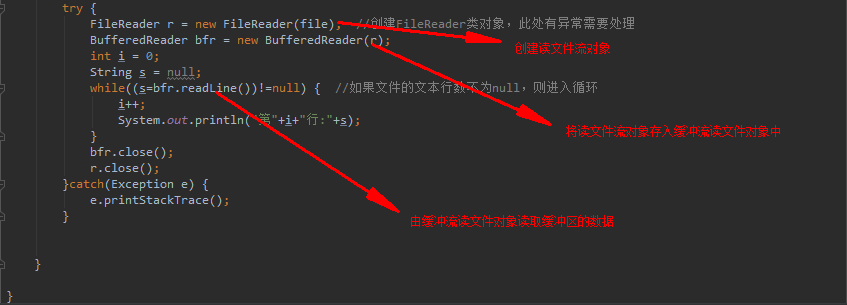 try {
FileReader r = new FileReader(file);  //创建FileReader类对象，此处有异常需要处理
BufferedReader bfr = new BufferedReader(r);
创建读文件流对象
int i = 0;
String s = null;
while((s=bfr.readLine())!=null) {  //如果文件的文本行数不为null，则进入循环
i++;
System.out.println("第"+i+"行:"+s);
将读文件流对象存入缓冲流读文件对象中
}
bfr.close();
r.close();
}catch(Exception e) {
e.printStackTrace();
}
由缓冲流读文件对象读取缓冲区的数据
}
}